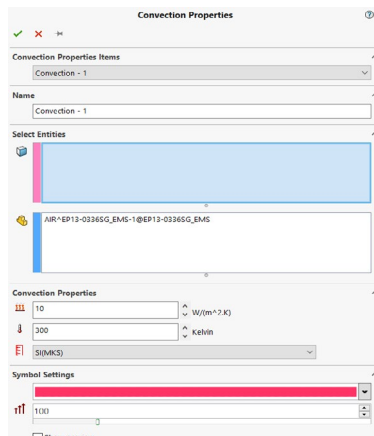 Convection Properties
Convection Properties Items
Convection - 1
Name
Convection - 1
Select Entities
AIR^EP13-0336SG_EMS-1@EP13-0336SG_EMS
Convection Properties
10 W/(m^2.K)
300 Kelvin
SI(MKS)
Symbol Settings
100